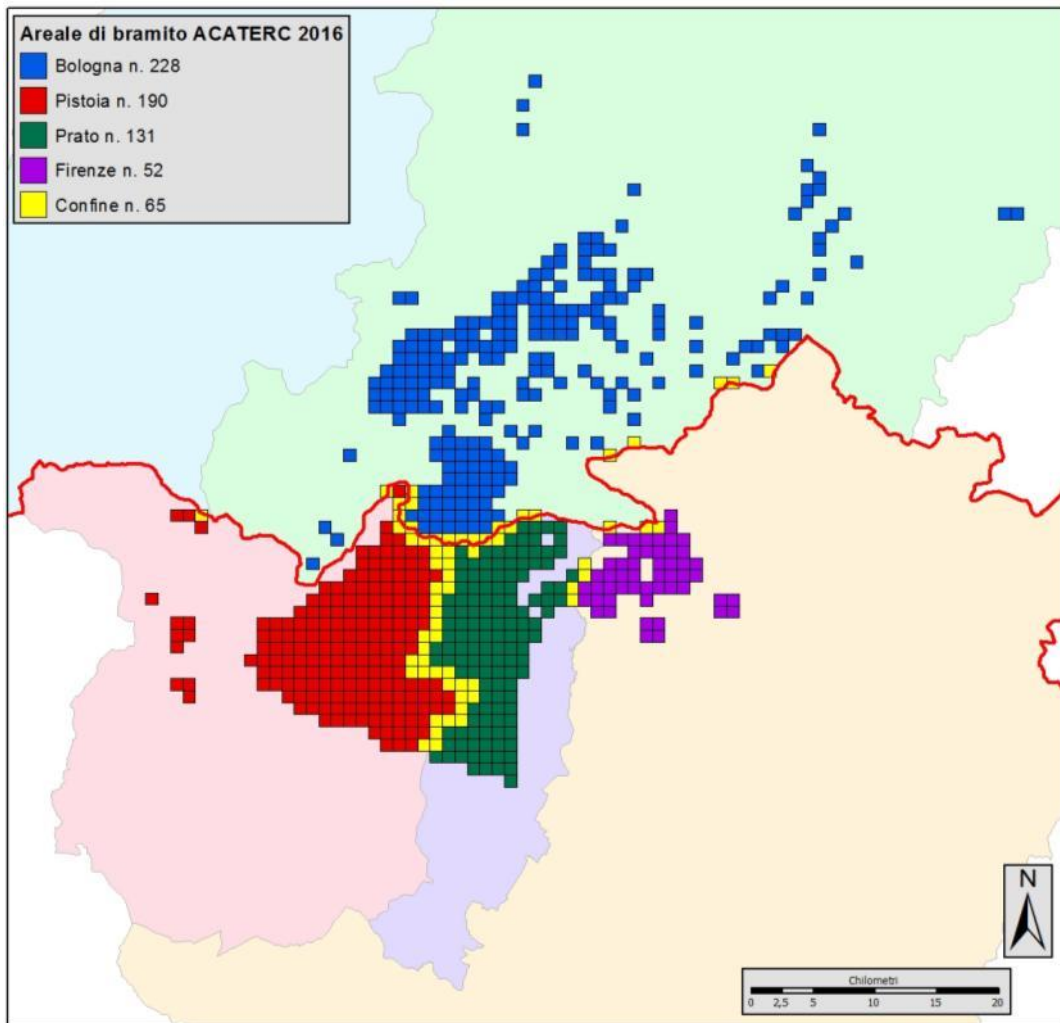 Areale di bramito ACATERC 2016
Bologna n. 228
Pistoia n. 190
Prato n. 131
Firenze n. 52
Confine n. 65
N
Chilometri
0 2,5 5 10 15 20